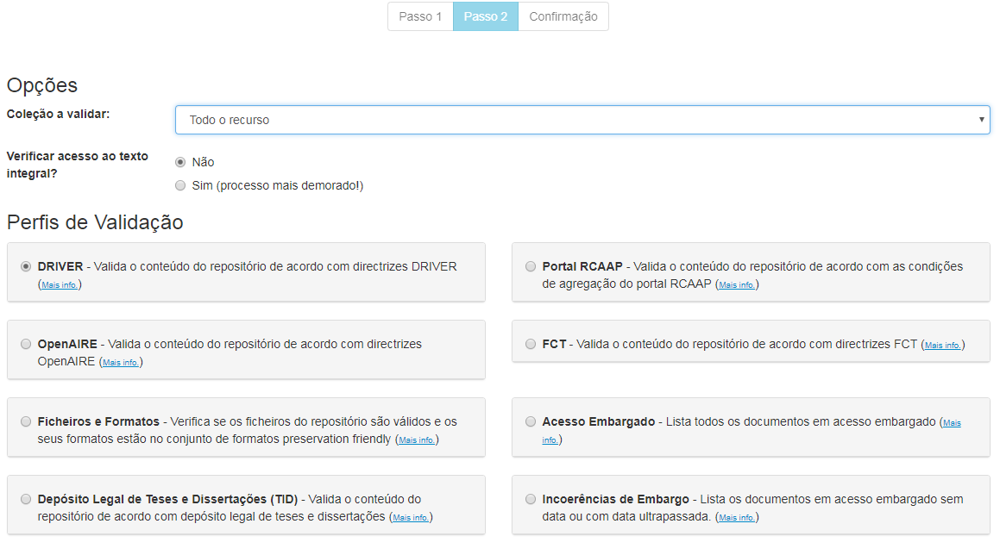 Passo 1 Passo 2 Confirmação
Opções
Coleção a validar:
Todo o recurso
Verificar acesso ao texto
integral?
Não
Sim (processo mais demorado!)
Perfis de Validação
DRIVER - Valida o conteúdo do repositório de acordo com directrizes DRIVER
(Mais info.)
Portal RCAAP - Valida o conteúdo do repositório de acordo com as condições
de agregação do portal RCAAP (Mais info.)
OpenAIRE - Valida o conteúdo do repositório de acordo com directrizes
OpenAIRE (Mais info.)
FCT - Valida o conteúdo do repositório de acordo com directrizes FCT (Mais info.)
Ficheiros e Formatos - Verifica se os ficheiros do repositório são válidos e os
seus formatos estão no conjunto de formatos preservation friendly (Mais info.)
Acesso Embargado - Lista todos os documentos em acesso embargado (Mais
info.)
Depósito Legal de Teses e Dissertações (TID) - Valida o conteúdo do
repositório de acordo com depósito legal de teses e dissertações (Mais info.)
Incoerências de Embargo - Lista os documentos em acesso embargado sem
data ou com data ultrapassada. (Mais info.)